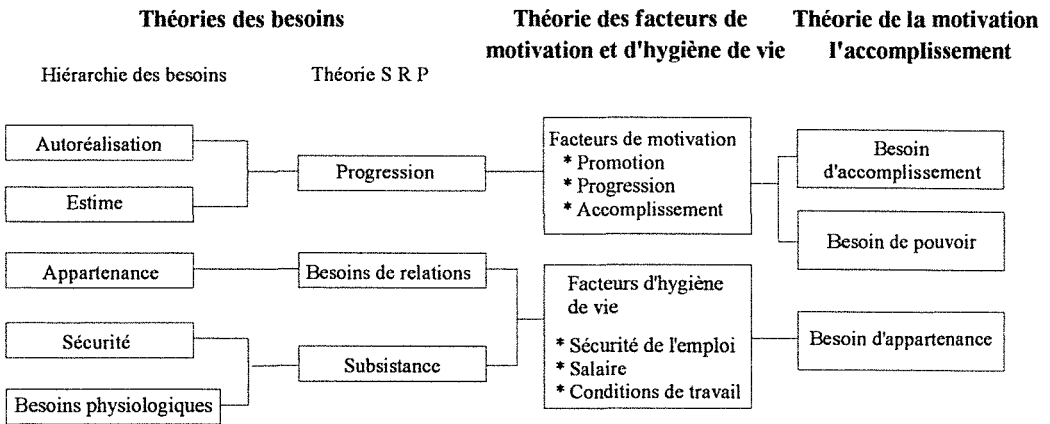 Théories des besoins
Théorie des facteurs de
motivation et d'hygiène de vie
Théorie de la motivation
l'accomplissement
Hiérarchie des besoins
Théorie S R P
Autoréalisation
Estime
Appartenance
Sécurité
Besoins physiologiques
Progression
Besoins de relations
Subsistance
Facteurs de motivation
* Promotion
* Progression
* Accomplissement
Facteurs d'hygiène
de vie
* Sécurité de l'emploi
* Salaire
* Conditions de travail
Besoin
d'accomplissement
Besoin de pouvoir
Besoin d'appartenance